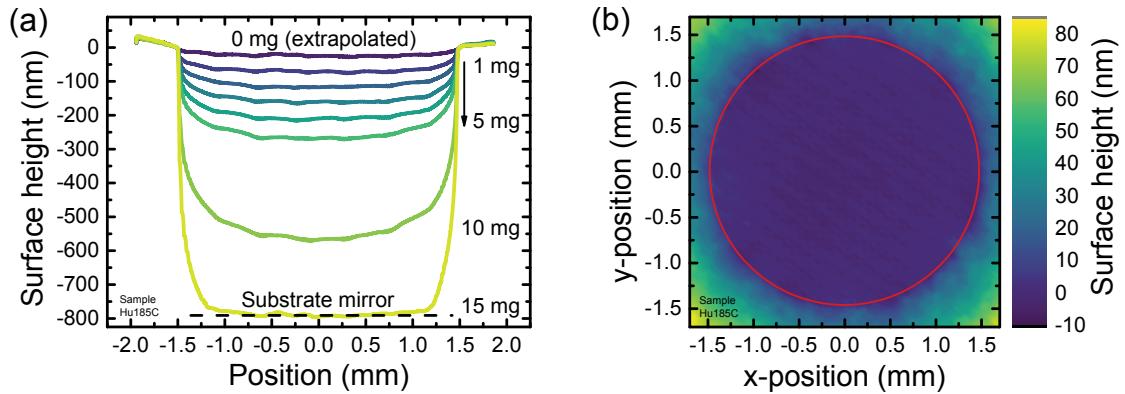 (a)
Surface height (nm)
0
-100
-200
-300
-400
-500
-600
-700
-800
0 mg (extrapolated)
1 mg
5 mg
10 mg
15 mg
Substrate mirror
Sample
Hu185C
-2.0 -1.5 -1.0 -0.5 0.0 0.5 1.0 1.5 2.0
Position (mm)
(b)
y-position (mm)
1.5
1.0
0.5
0.0
-0.5
-1.0
-1.5
Sample
Hu185C
-1.5 -1.0 -0.5 0.0 0.5 1.0 1.5
x-position (mm)
80
70
60
50
40
30
20
10
0
-10
Surface height (nm)